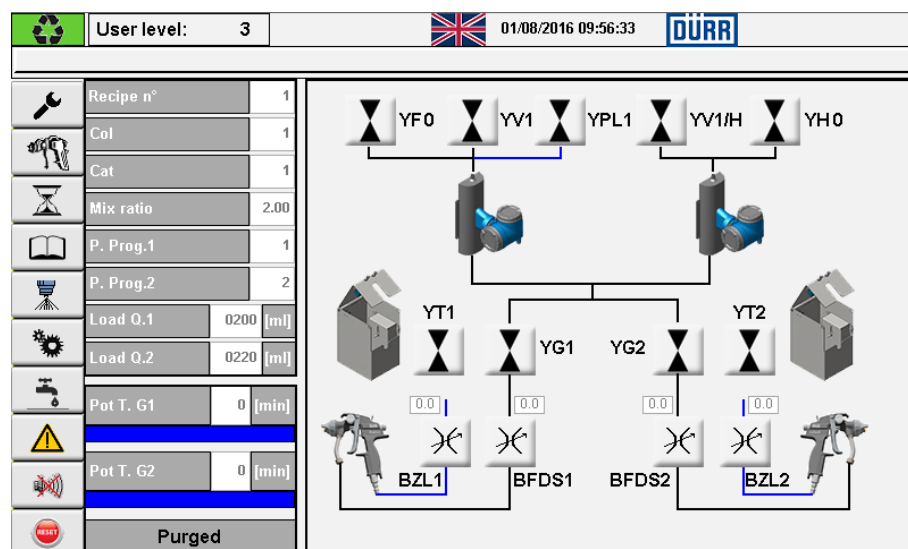 User level: 3
01/08/2016 09:56:33
DÜRR
Recipe n° 1
Col 1
Cat 1
Mix ratio 2.00
P. Prog.1 1
P. Prog.2 2
Load Q.1 0200 [ml]
Load Q.2 0220 [ml]
Pot T. G1 0 [min]
Pot T. G2 0 [min]
Purged
RESET
YF0 YV1 YPL1 YV1/H YH0
YT1 YT2
YG1 YG2
0.0 0.0 0.0 0.0
BZL1 BFDS1 BFDS2 BZL2